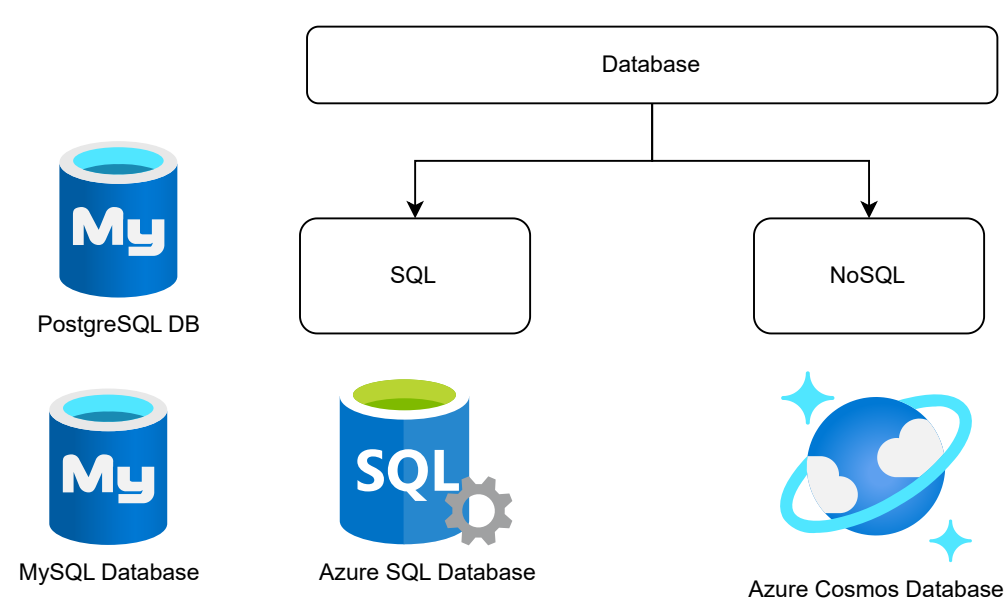 Database
SQL
NoSQL
My
PostgreSQL DB
My
MySQL Database
SQL
Azure SQL Database
Azure Cosmos Database